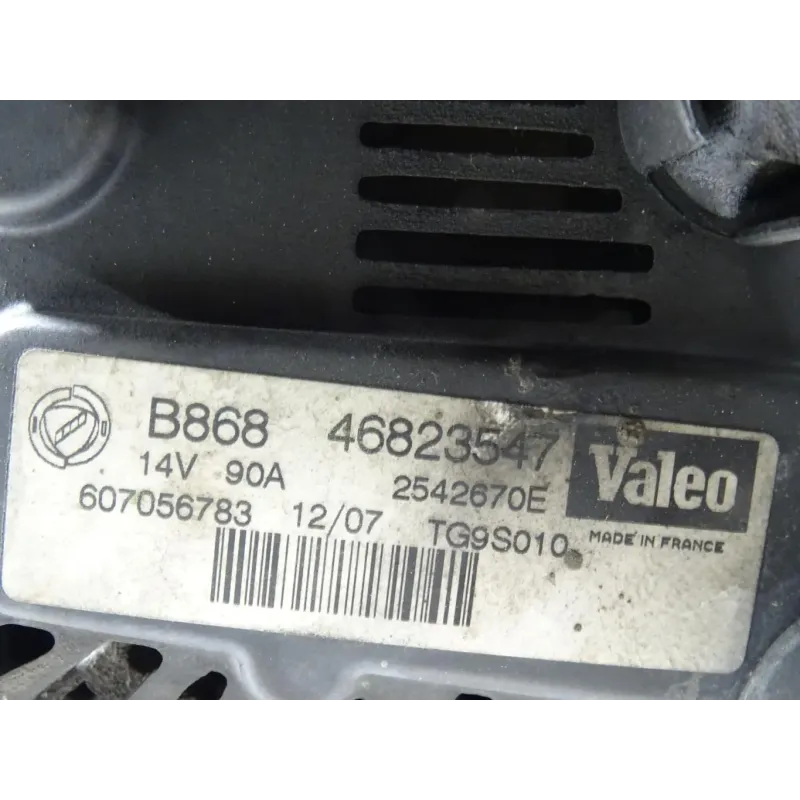 B868 46823547
14V 90A 2542670E
607056783 12/07 TG9S010
Valeo
MADE IN FRANCE